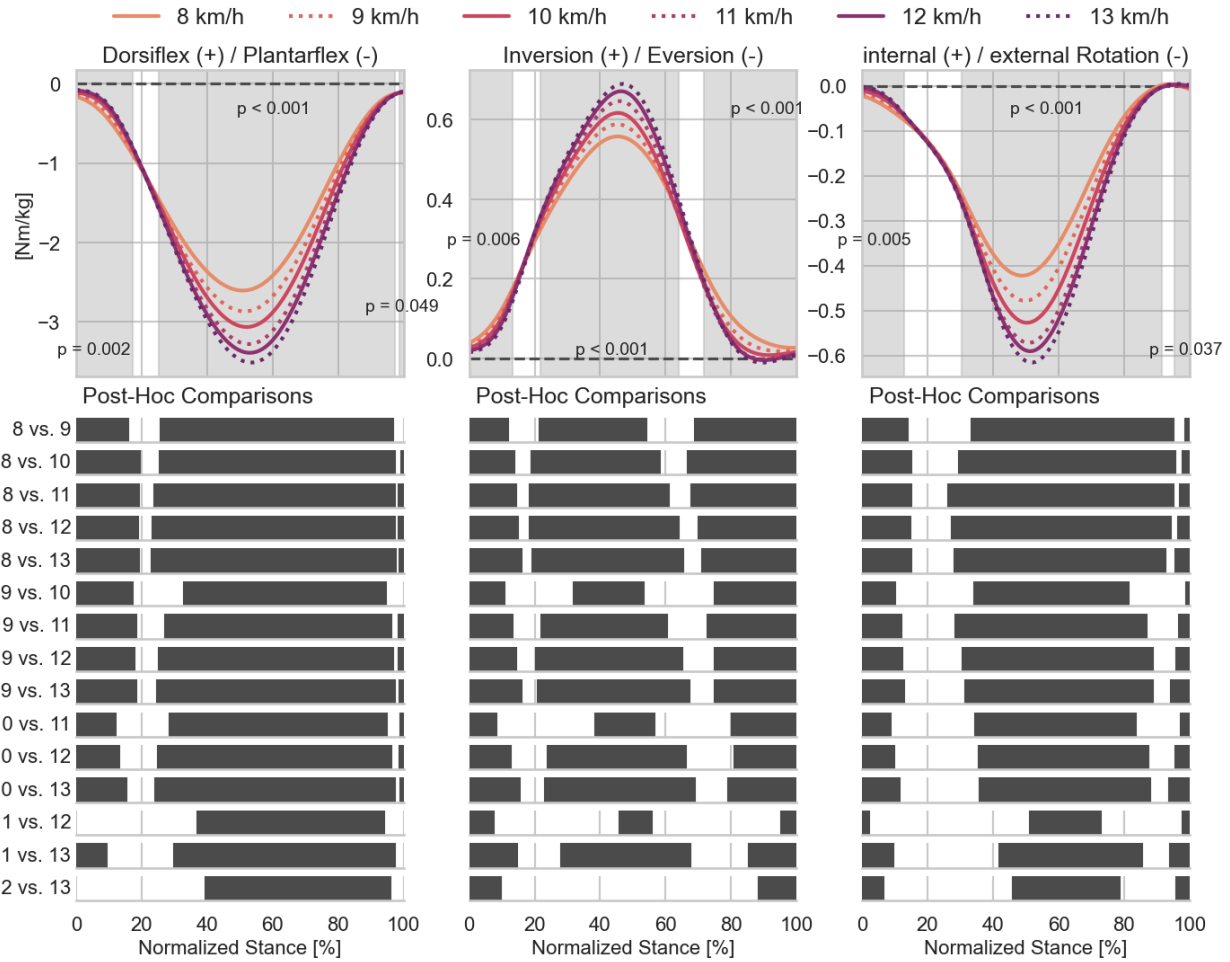 8 km/h 9 km/h 10 km/h 11 km/h 12 km/h 13 km/h
Dorsiflex (+) / Plantarflex (-)
Inversion (+) / Eversion (-)
internal (+) / external Rotation (-)
[Nm/kg]
0
−1
−2
−3
p < 0.001
p = 0.049
p = 0.002
0.6
0.4
0.2
0.0
p < 0.001
p = 0.006
p < 0.001
0.0
−0.1
−0.2
−0.3
−0.4
−0.5
−0.6
p < 0.001
p = 0.005
p = 0.037
Post-Hoc Comparisons
Post-Hoc Comparisons
Post-Hoc Comparisons
8 vs. 9
8 vs. 10
8 vs. 11
8 vs. 12
8 vs. 13
9 vs. 10
9 vs. 11
9 vs. 12
9 vs. 13
0 vs. 11
0 vs. 12
0 vs. 13
1 vs. 12
1 vs. 13
2 vs. 13
0 20 40 60 80 100
0 20 40 60 80 100
0 20 40 60 80 100
Normalized Stance [%]
Normalized Stance [%]
Normalized Stance [%]